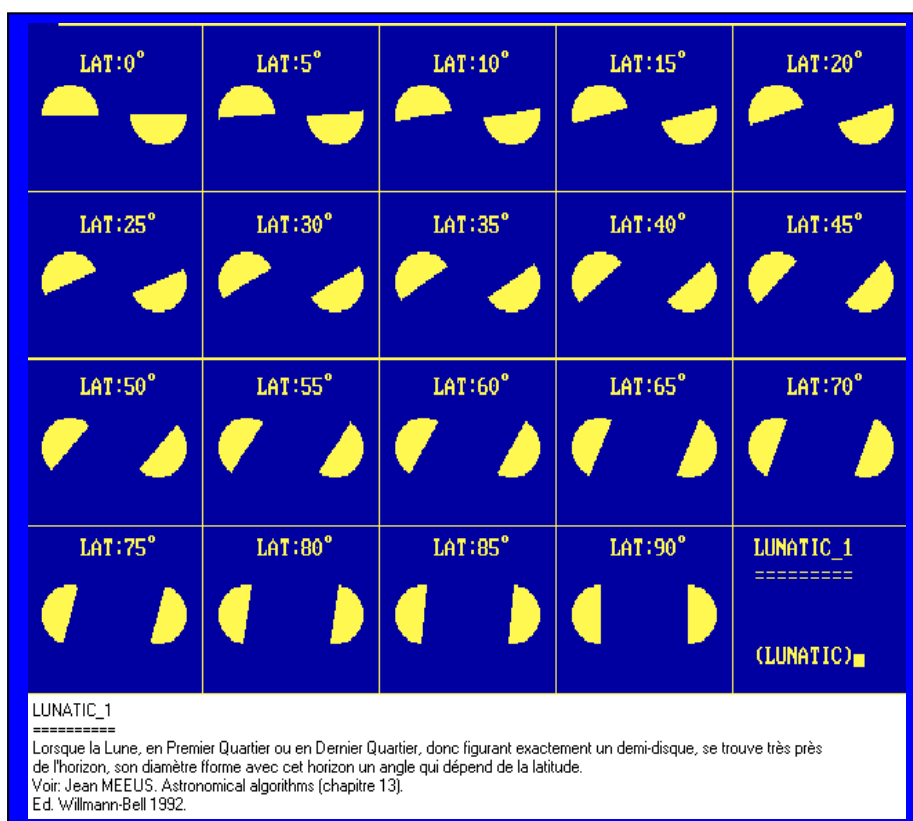 LAT:0° LAT:5° LAT:10° LAT:15° LAT:20°
LAT:25° LAT:30° LAT:35° LAT:40° LAT:45°
LAT:50° LAT:55° LAT:60° LAT:65° LAT:70°
LAT:75° LAT:80° LAT:85° LAT:90° LUNATIC_1
=========
(LUNATIC)
LUNATIC_1
==========
Lorsque la Lune, en Premier Quartier ou en Dernier Quartier, donc figurant exactement un demi-disque, se trouve très près
de l'horizon, son diamètre fforme avec cet horizon un angle qui dépend de la latitude.
Voir: Jean MEEUS. Astronomical algorithms (chapitre 13).
Ed. Willmann-Bell 1992.